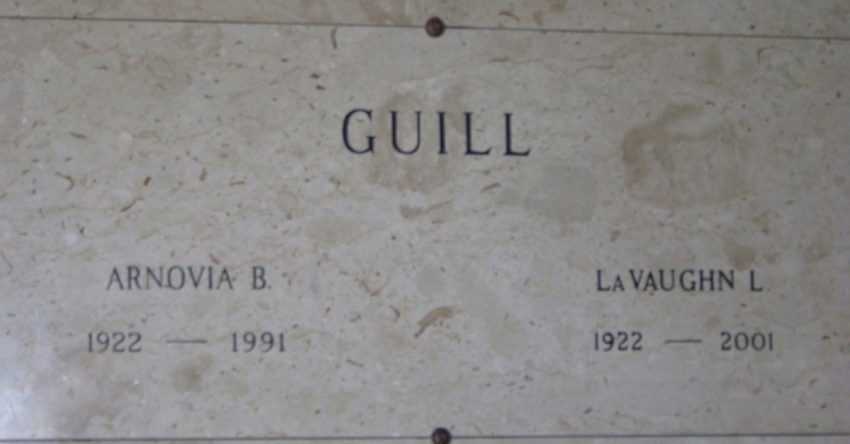 GUILL
ARNOVIA B. LAVAUGHN L.
1922 — 1991 1922 — 2001